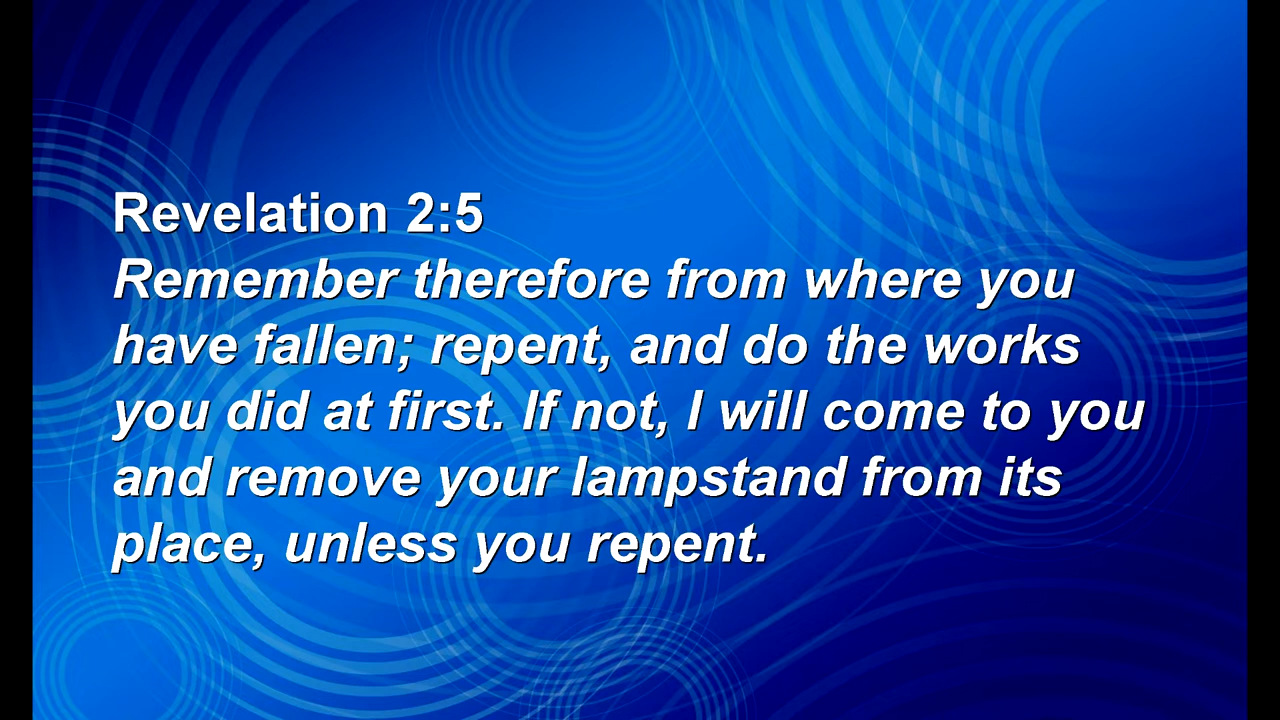 Revelation 2:5
Remember therefore from where you
have fallen; repent, and do the works
you did at first. If not, I will come to you
and remove your lampstand from its
place, unless you repent.